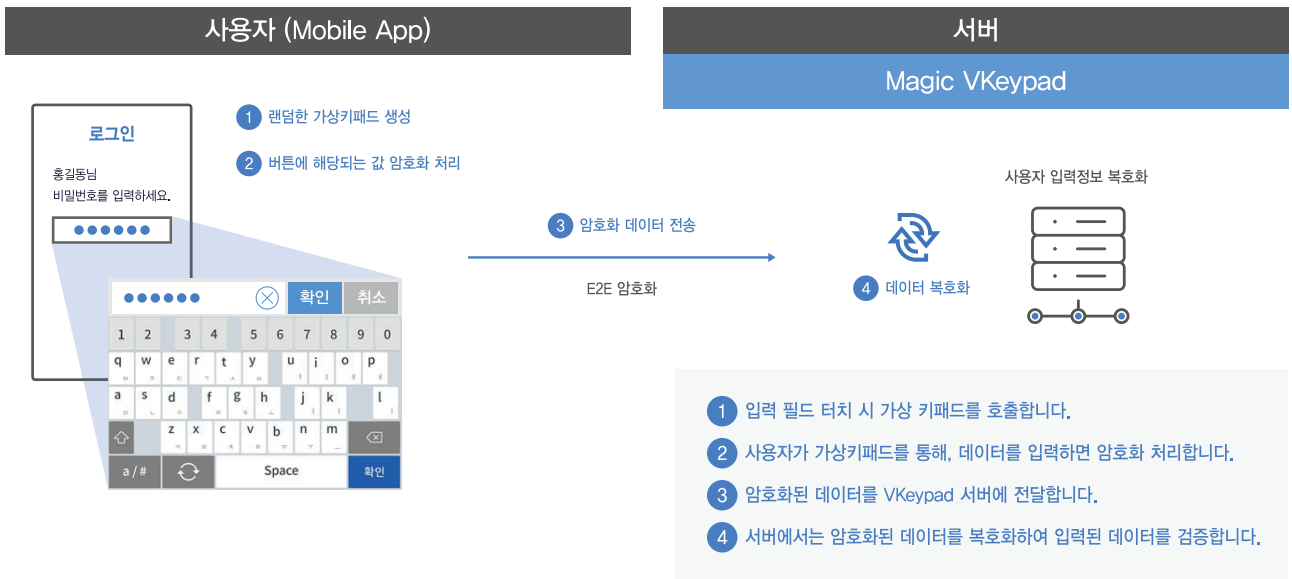 사용자 (Mobile App)
서버
Magic VKeypad
로그인
홍길동님
비밀번호를 입력하세요.
1 랜덤한 가상키패드 생성
2 버튼에 해당되는 값 암호화 처리
3 암호화 데이터 전송
E2E 암호화
사용자 입력정보 복호화
4 데이터 복호화
확인 취소
1 2 3 4 5 6 7 8 9 0
q w e r t y u i o p
a s d f g h j k l
z x c v b n m
a / # Space 확인
1 입력 필드 터치 시 가상 키패드를 호출합니다.
2 사용자가 가상키패드를 통해, 데이터를 입력하면 암호화 처리합니다.
3 암호화된 데이터를 VKeypad 서버에 전달합니다.
4 서버에서는 암호화된 데이터를 복호화하여 입력된 데이터를 검증합니다.